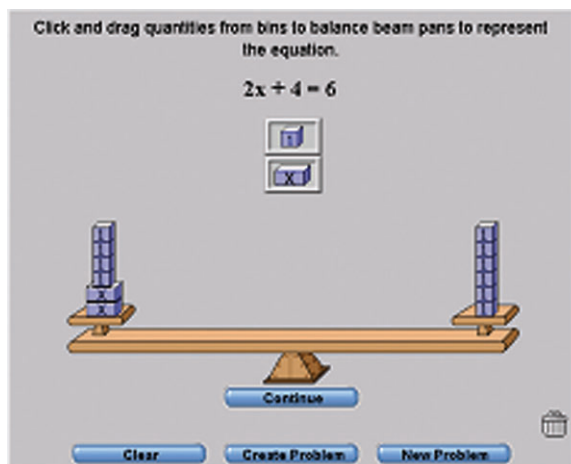 Click and drag quantities from bins to balance beam pans to represent
the equation.
2x + 4 = 6
1
X
X
X
Continue
Clear
Create Problem
New Problem